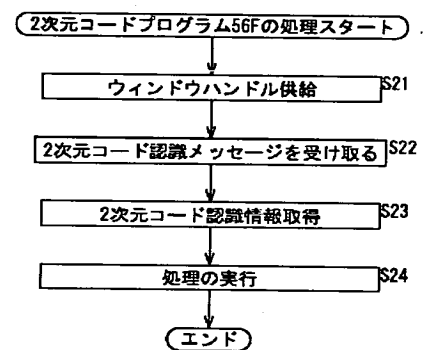 2次元コードプログラム56Fの処理スタート
ウィンドウハンドル供給 S21
2次元コード認識メッセージを受け取る S22
2次元コード認識情報取得 S23
処理の実行 S24
エンド